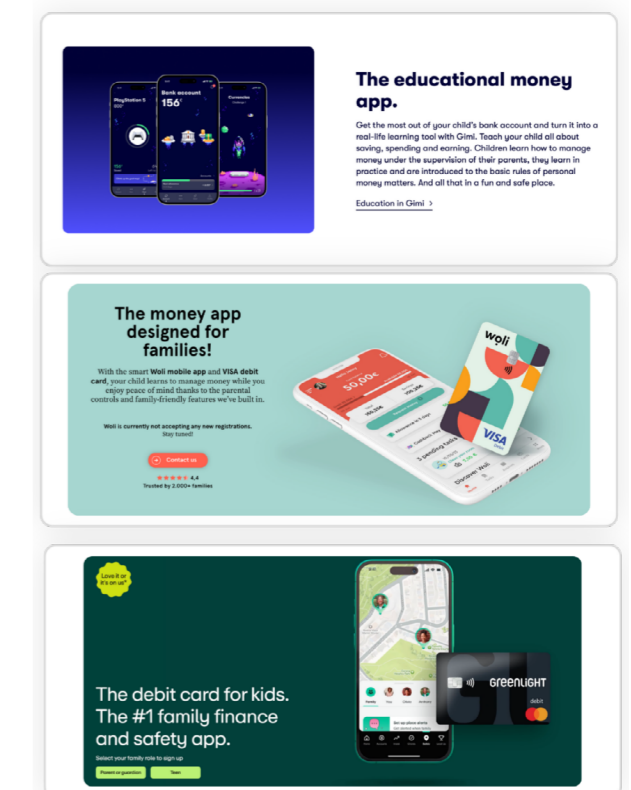 PlayStation 5
Bank account
156
Currencies
The educational money
app.
Get the most out of your child's bank account and turn it into a
real-life learning tool with Gimi. Teach your child all about
saving, spending and earning. Children learn how to manage
money under the supervision of their parents, they learn in
practice and are introduced to the basic rules of personal
money matters. And all that in a fun and safe place.
Education in Gimi >
The money app
designed for
families!
With the smart Woli mobile app and VISA debit
card, your child learns to manage money while you
enjoy peace of mind thanks to the parental
controls and family-friendly features we've built in.
Woli is currently not accepting any new registrations.
Stay tuned!
Contact us
4,4
Trusted by 2.000+ families
50,00€
pending tasks
Discover Woli
woli
VISA
Debit
Love it or
it's on us*
The debit card for kids.
The #1 family finance
and safety app.
Select your family role to sign up
Parent or guardian
Teen
Family
Set up place alerts
GREENLIGHT
debit